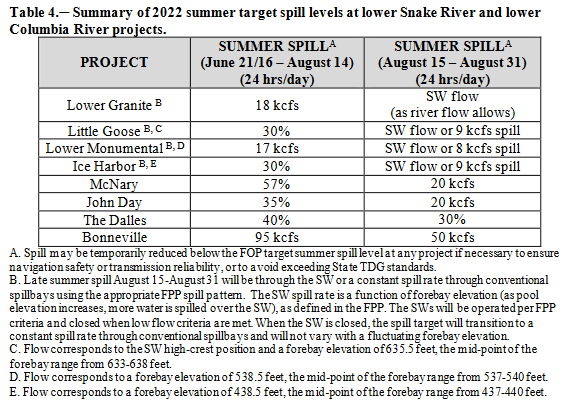 Table 4.— Summary of 2022 summer target spill levels at lower Snake River and lower
Columbia River projects.
PROJECT
SUMMER SPILL A
(June 21/16 – August 14)
(24 hrs/day)
SUMMER SPILL A
(August 15 – August 31)
(24 hrs/day)
Lower Granite B
18 kcfs
SW flow
(as river flow allows)
Little Goose B, C
30%
SW flow or 9 kcfs spill
Lower Monumental B, D
17 kcfs
SW flow or 8 kcfs spill
Ice Harbor B, E
30%
SW flow or 9 kcfs spill
McNary
57%
20 kcfs
John Day
35%
20 kcfs
The Dalles
40%
30%
Bonneville
95 kcfs
50 kcfs
A. Spill may be temporarily reduced below the FOP target summer spill level at any project if necessary to ensure
navigation safety or transmission reliability, or to avoid exceeding State TDG standards.
B. Late summer spill August 15-August 31 will be through the SW or a constant spill rate through conventional
spillbays using the appropriate FPP spill pattern. The SW spill rate is a function of forebay elevation (as pool
elevation increases, more water is spilled over the SW), as defined in the FPP. The SWs will be operated per FPP
criteria and closed when low flow criteria are met. When the SW is closed, the spill target will transition to a
constant spill rate through conventional spillbays and will not vary with a fluctuating forebay elevation.
C. Flow corresponds to the SW high-crest position and a forebay elevation of 635.5 feet, the mid-point of the
forebay range from 633-638 feet.
D. Flow corresponds to a forebay elevation of 538.5 feet, the mid-point of the forebay range from 537-540 feet.
E. Flow corresponds to a forebay elevation of 438.5 feet, the mid-point of the forebay range from 437-440 feet.